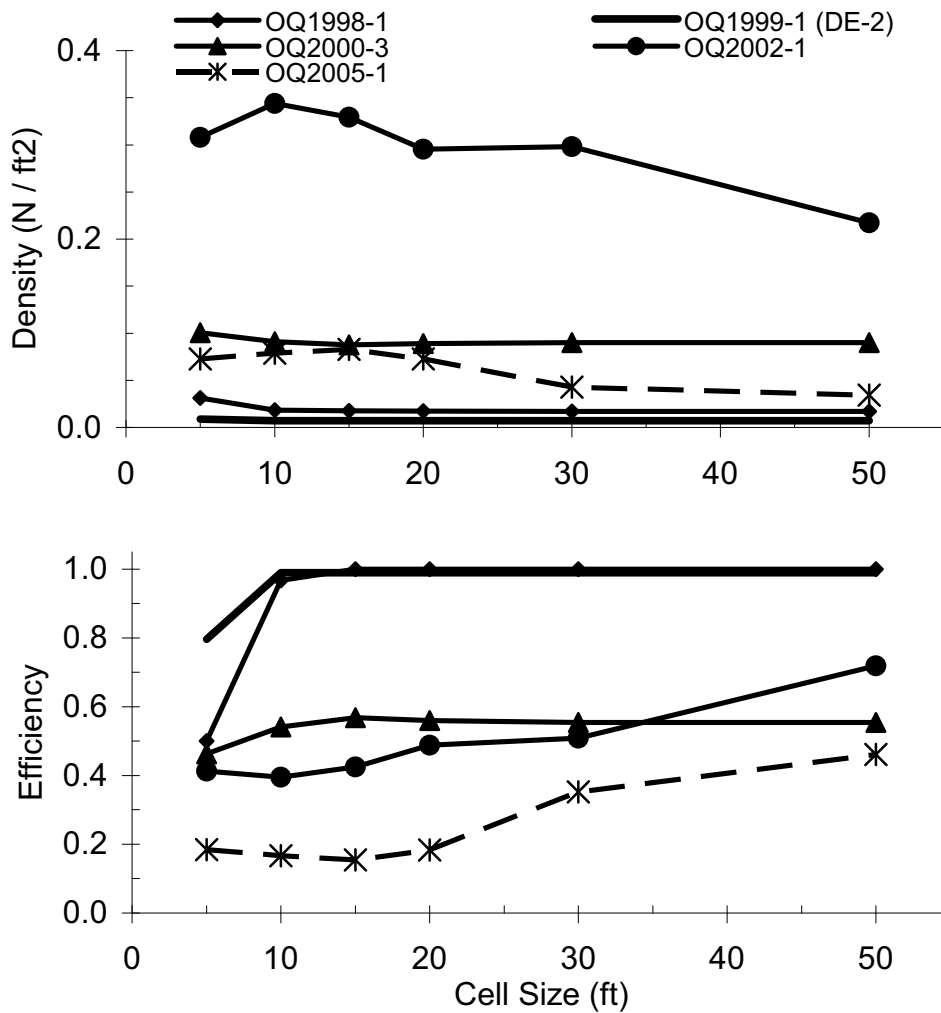 OQ1998-1 OQ1999-1 (DE-2)
OQ2000-3 OQ2002-1
OQ2005-1
0.4
0.2
0.0
Density (N / ft2)
0 10 20 30 40 50
1.0
0.8
0.6
0.4
0.2
0.0
Efficiency
0 10 20 30 40 50
Cell Size (ft)